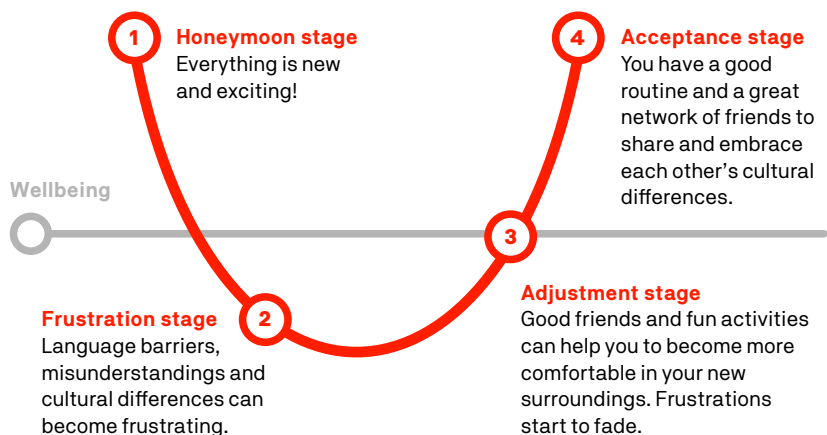 1
Honeymoon stage
Everything is new
and exciting!
Wellbeing
2
Frustration stage
Language barriers,
misunderstandings and
cultural differences can
become frustrating.
3
Adjustment stage
Good friends and fun activities
can help you to become more
comfortable in your new
surroundings. Frustrations
start to fade.
4
Acceptance stage
You have a good
routine and a great
network of friends to
share and embrace
each other’s cultural
differences.